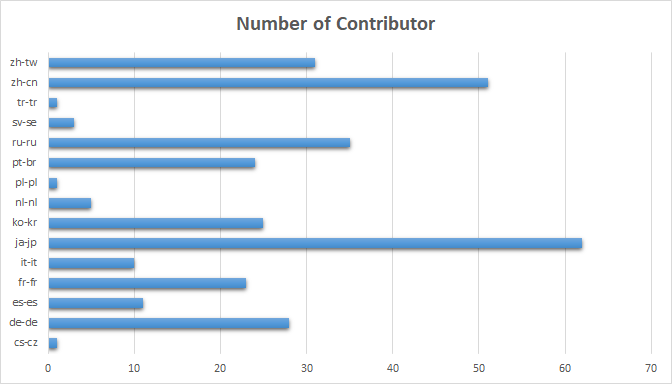 Number of Contributor
zh-tw
zh-cn
tr-tr
sv-se
ru-ru
pt-br
pl-pl
nl-nl
ko-kr
ja-jp
it-it
fr-fr
es-es
de-de
cs-cz
0 10 20 30 40 50 60 70